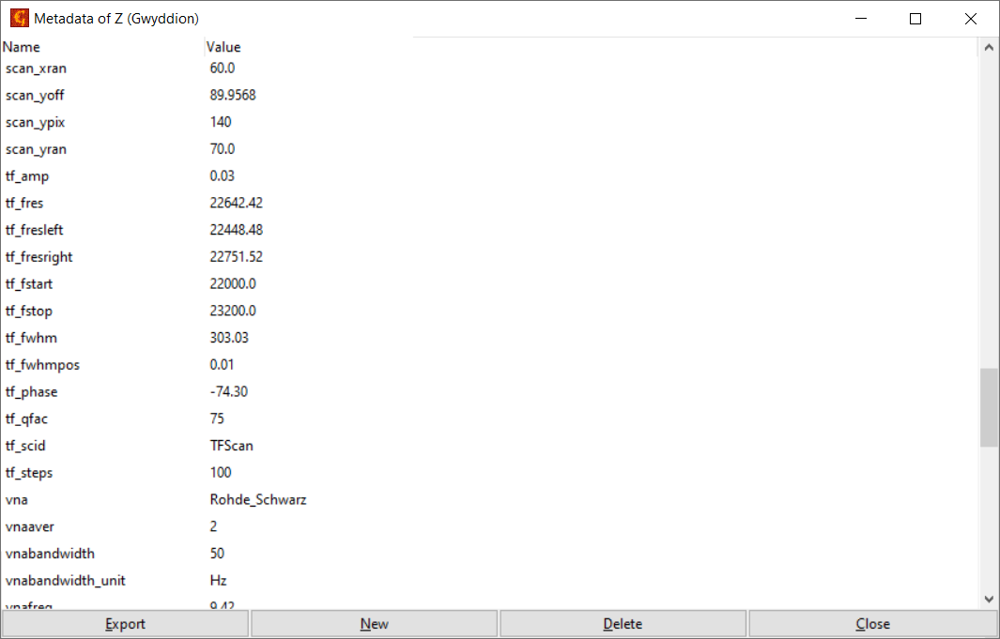 Metadata of Z (Gwyddion)
Name Value
scan_xran 60.0
scan_yoff 89.9568
scan_ypix 140
scan_yran 70.0
tf_amp 0.03
tf_fres 22642.42
tf_fresleft 22448.48
tf_fresright 22751.52
tf_fstart 22000.0
tf_fstop 23200.0
tf_fwhm 303.03
tf_fwhmpos 0.01
tf_phase -74.30
tf_qfac 75
tf_scid TFScan
tf_steps 100
vna Rohde_Schwarz
vnaaver 2
vnabandwidth 50
vnabandwidth_unit Hz
vnafreq 9.42
Export New Delete Close